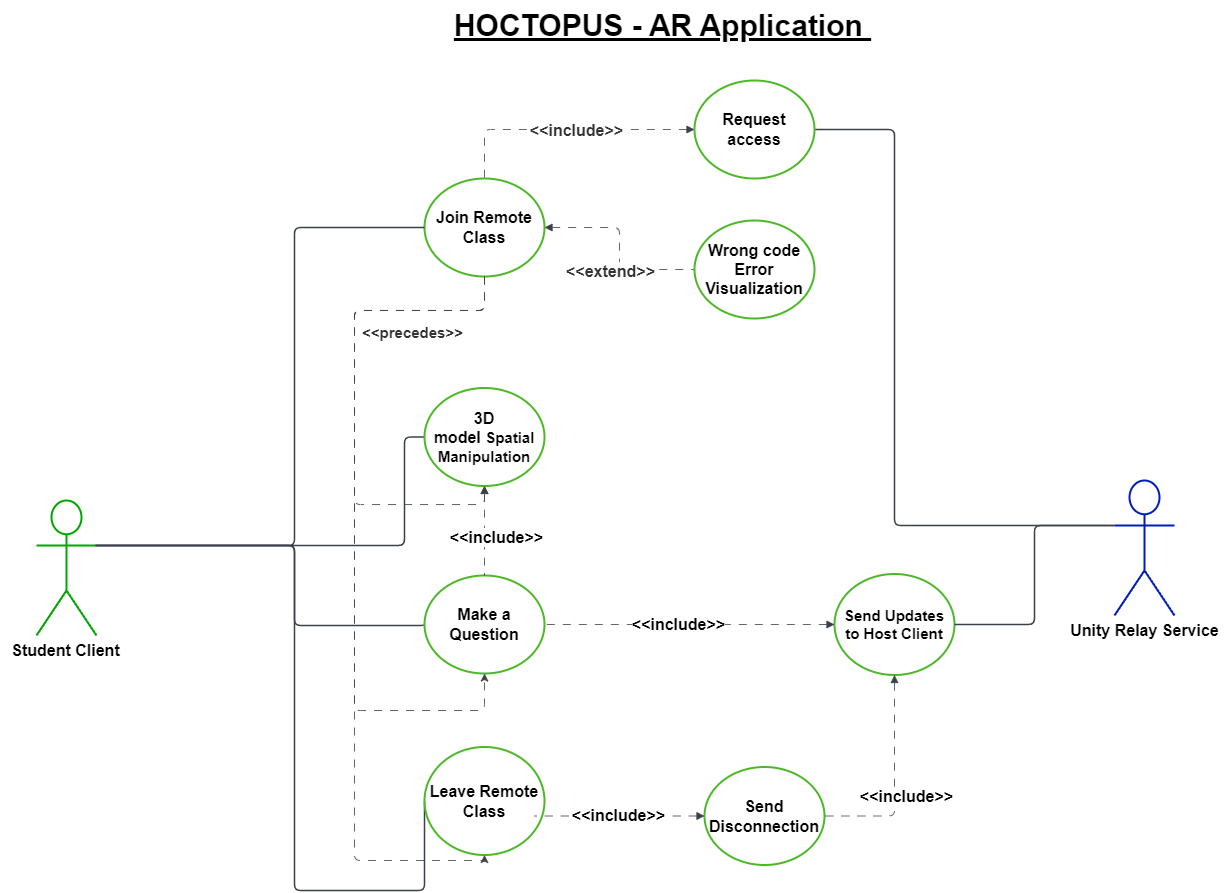 HOCTOPUS - AR Application
Request
access
<<include>>
Join Remote
Class
Wrong code
Error
Visualization
<<extend>>
<<precedes>>
3D
model Spatial
Manipulation
<<include>>
Make a
Question
<<include>>
Send Updates
to Host Client
Student Client
Unity Relay Service
Leave Remote
Class
<<include>>
Send
Disconnection
<<include>>